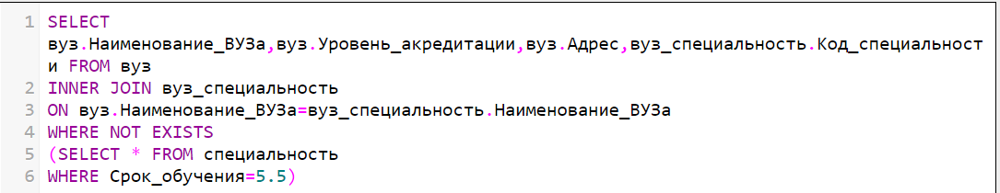 1 SELECT
вуз.Наименование_ВУЗа,вуз.Уровень_акредитации,вуз.Адрес,вуз_специальность.Код_специальност
и FROM вуз
2 INNER JOIN вуз_специальность
3 ON вуз.Наименование_ВУЗа=вуз_специальность.Наименование_ВУЗа
4 WHERE NOT EXISTS
5 (SELECT * FROM специальность
6 WHERE Срок_обучения=5.5)